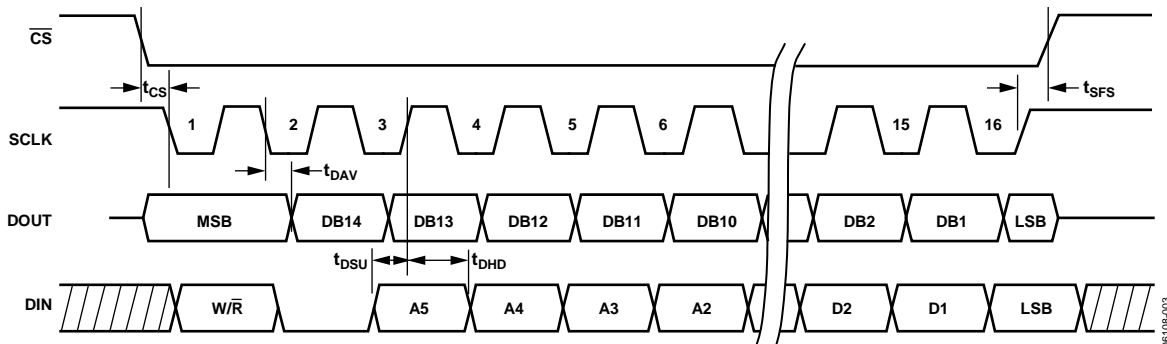 CS
tCS
tSFS
SCLK
1 2 3 4 5 6 15 16
tDAV
DOUT
MSB DB14 DB13 DB12 DB11 DB10 DB2 DB1 LSB
tDSU tDHD
DIN
W/R A5 A4 A3 A2 D2 D1 LSB